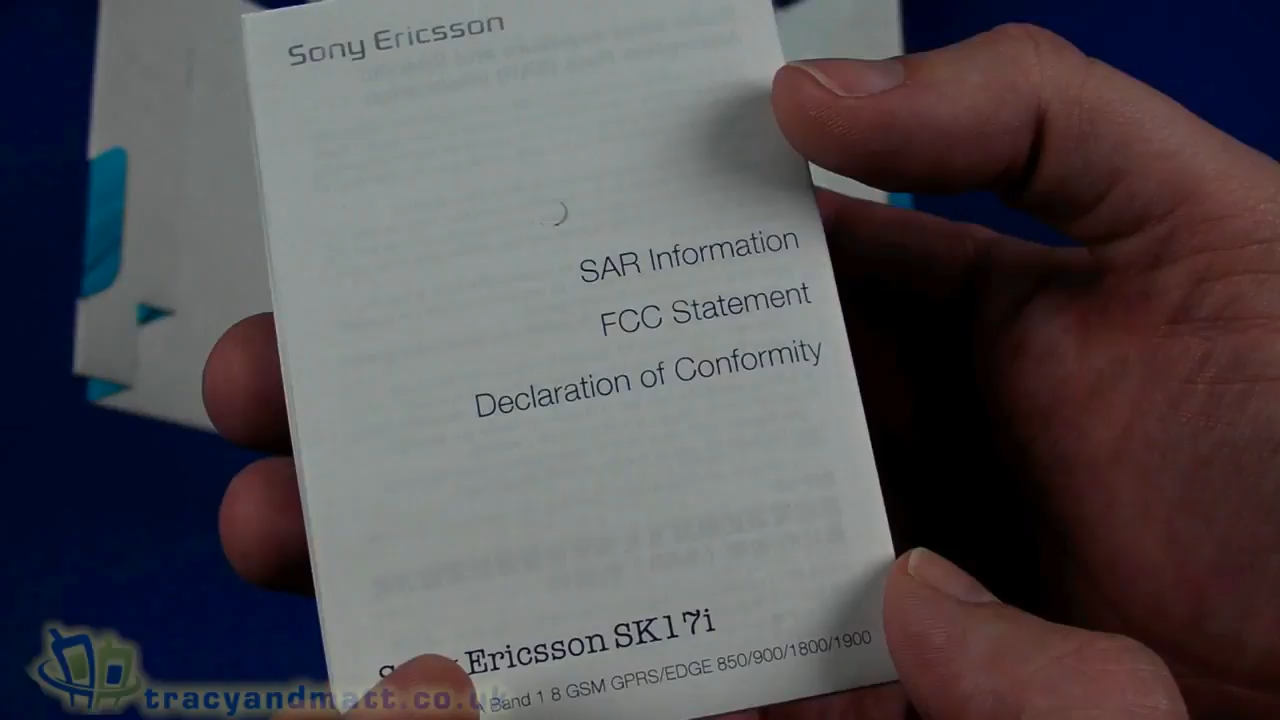 Sony Ericsson
SAR Information
FCC Statement
Declaration of Conformity
Ericsson SK17i
Band 1 8 GSM GPRS/EDGE 850/900/1800/1900
tracyandmatt.co.uk